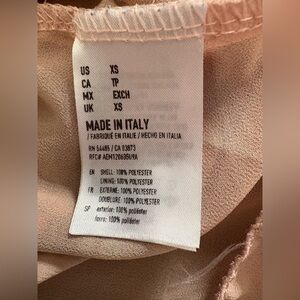 US XS
CA TP
MX EXCH
UK XS
MADE IN ITALY
/ FABRIQUÉ EN ITALIE / HECHO EN ITALIA
RN 54485 / CA 03873
RFC# AEM120605U9A
EN SHELL: 100% POLYESTER
LINING: 100% POLYESTER
FR EXTERNE: 100% POLYESTER
DOUBLURE: 100% POLYESTER
SP exterior: 100% poliéster
forro: 100% poliéster